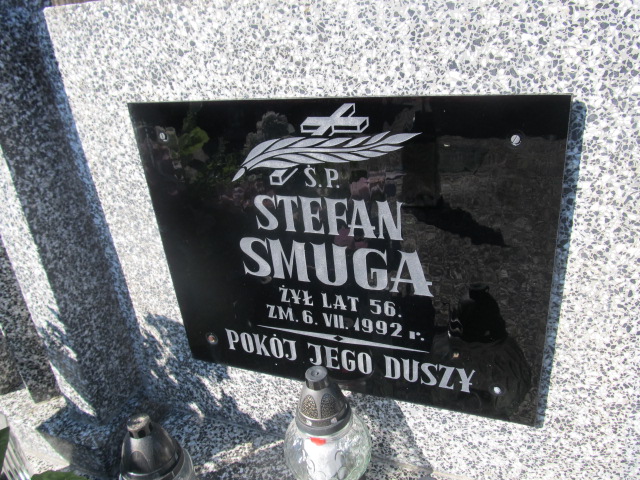 Ś.P.
STEFAN
SMUGA
ŻYŁ LAT 56.
ZM. 6. VII. 1992 r.
POKÓJ JEGO DUSZY